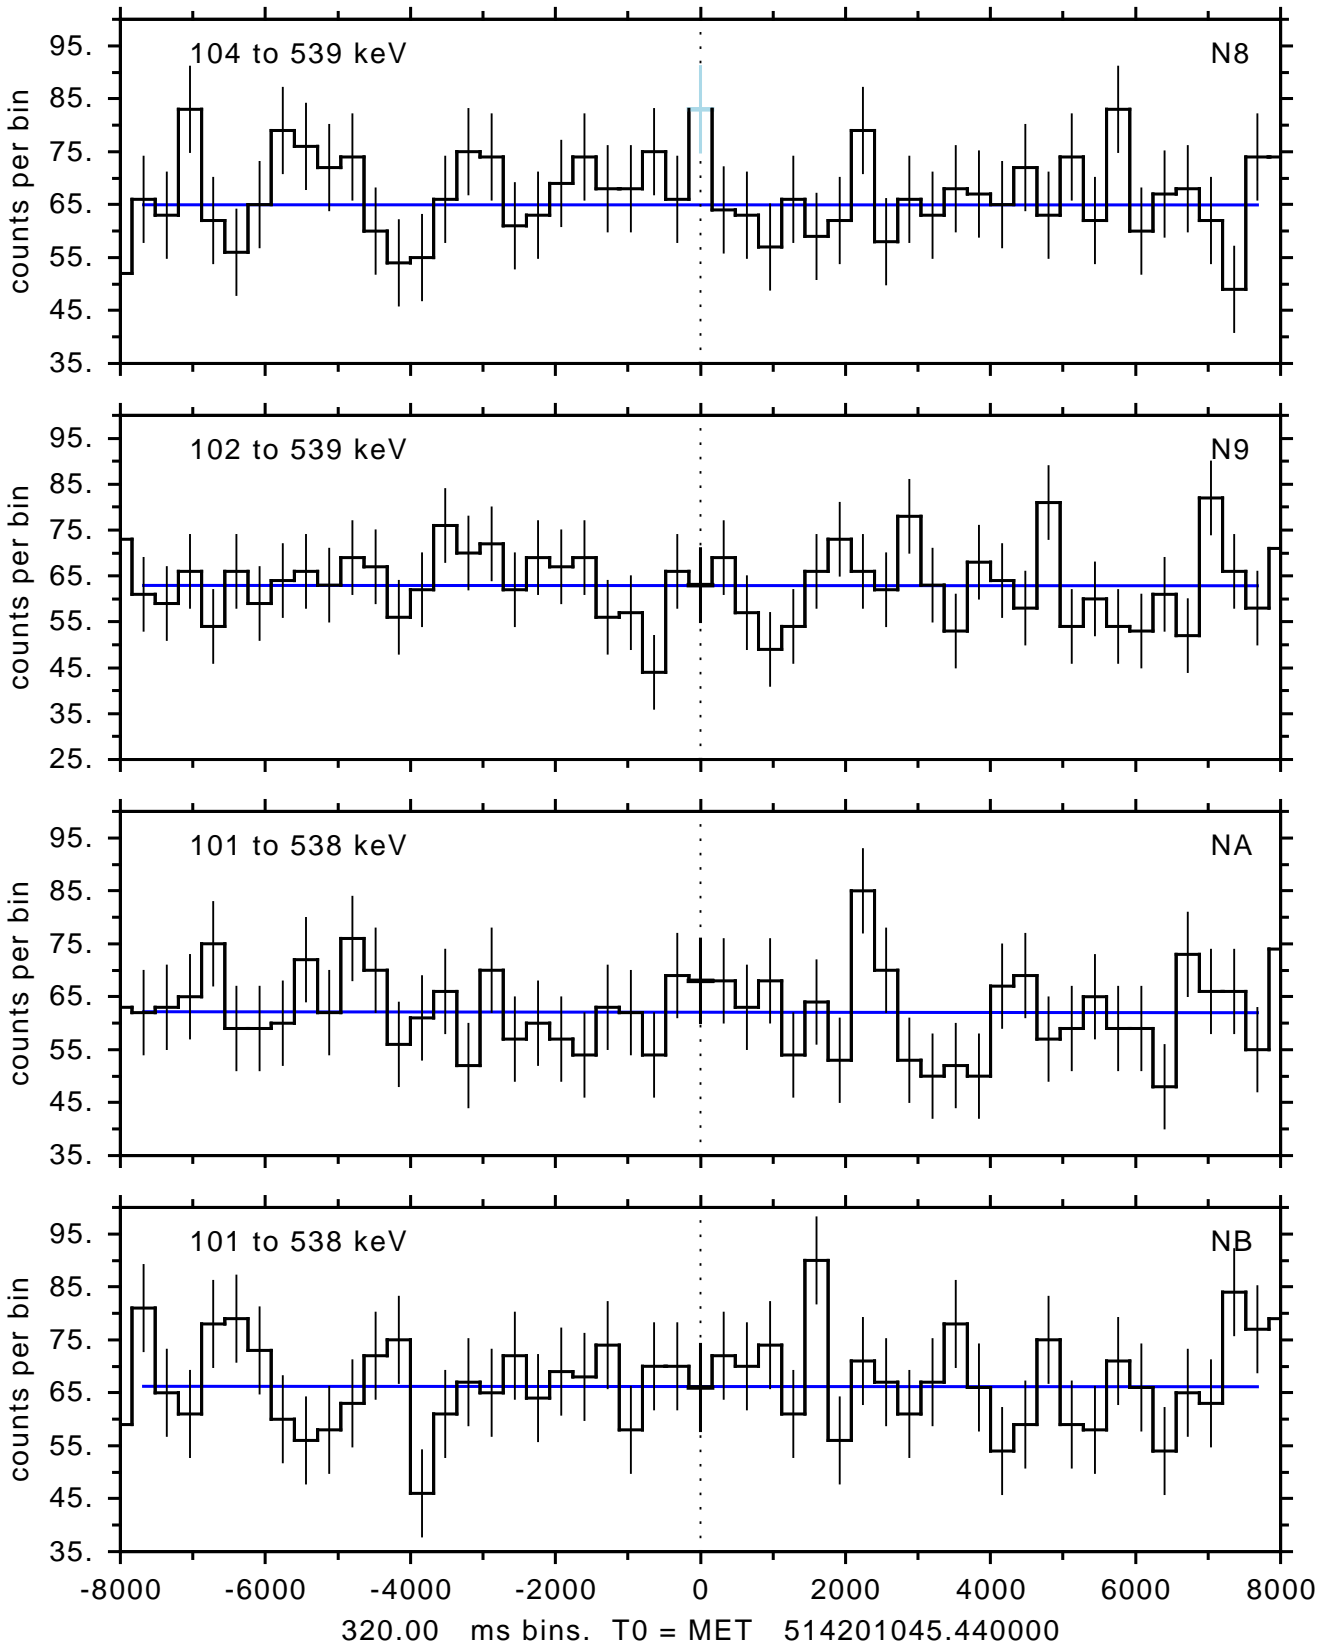 104 to 539 keV N8
95.
85.
75.
65.
55.
45.
35.
counts per bin
102 to 539 keV N9
95.
85.
75.
65.
55.
45.
35.
25.
counts per bin
101 to 538 keV NA
95.
85.
75.
65.
55.
45.
35.
counts per bin
101 to 538 keV NB
95.
85.
75.
65.
55.
45.
35.
counts per bin
-8000 -6000 -4000 -2000 0 2000 4000 6000 8000
320.00 ms bins. T0 = MET 514201045.440000